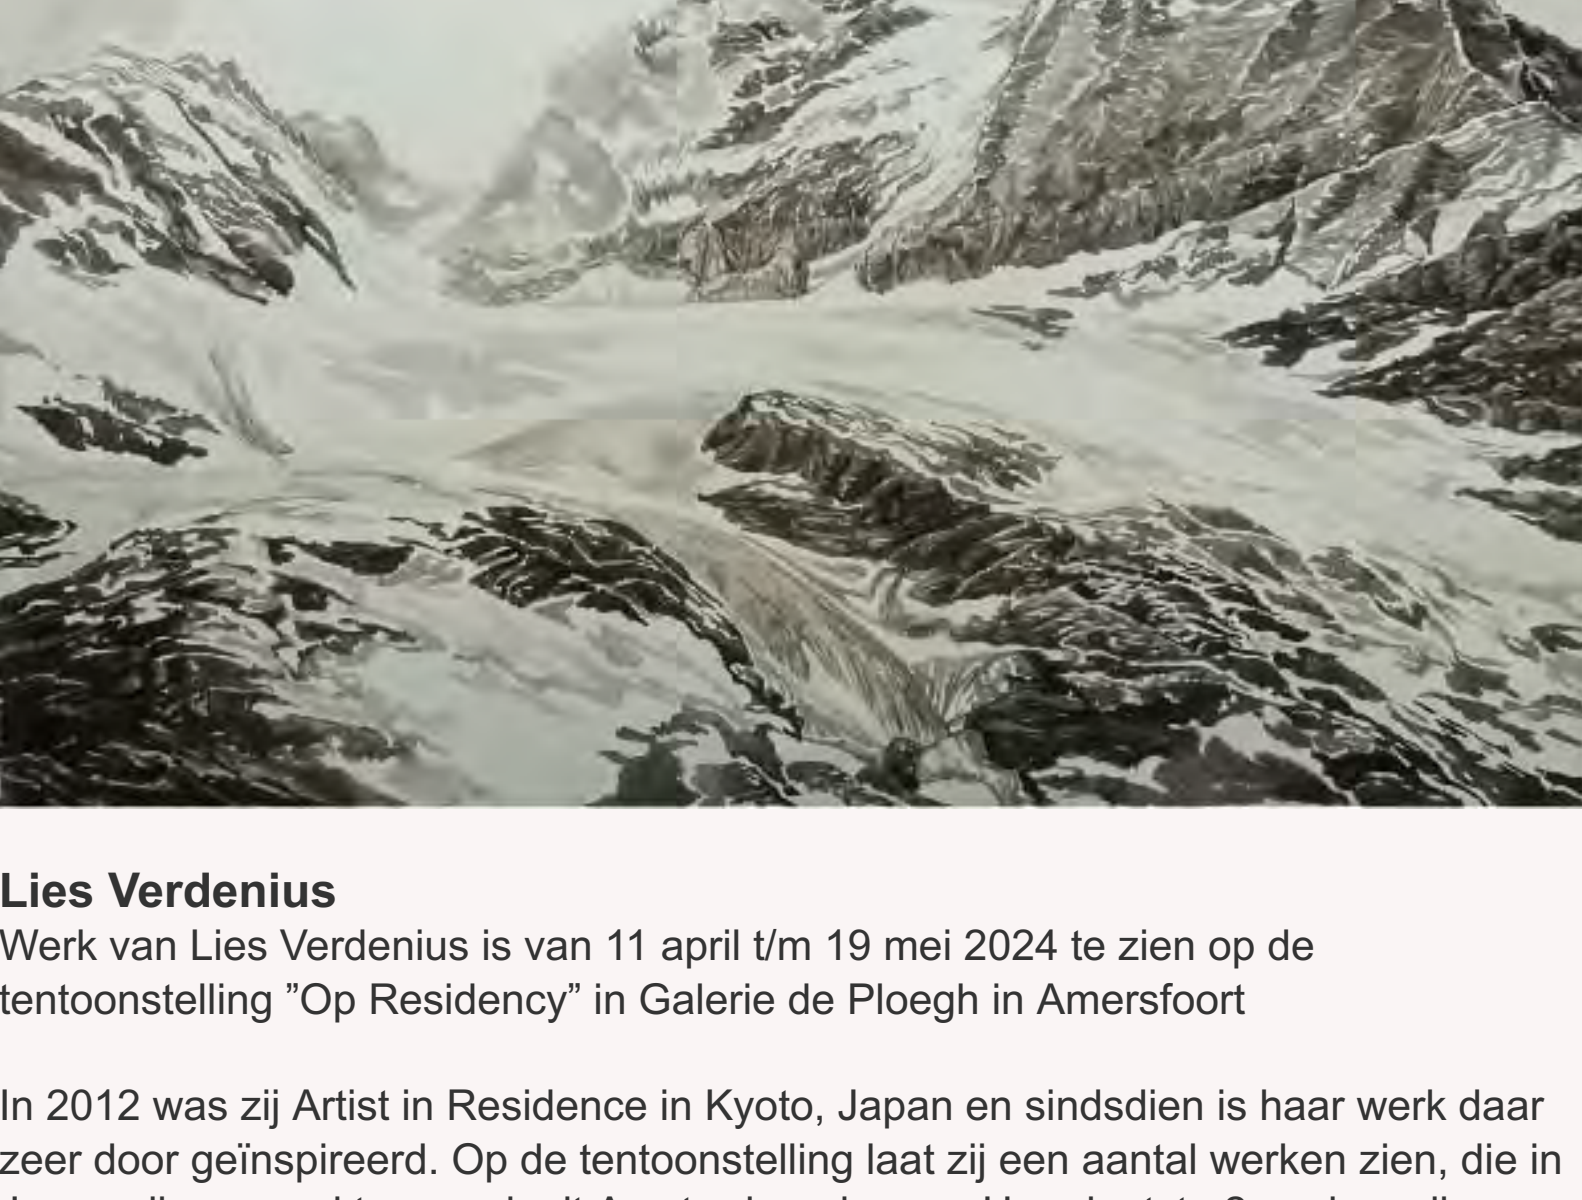 Lies Verdenius
Werk van Lies Verdenius is van 11 april t/m 19 mei 2024 te zien op de
tentoonstelling ”Op Residency” in Galerie de Ploegh in Amersfoort
In 2012 was zij Artist in Residence in Kyoto, Japan en sindsdien is haar werk daar
zeer door geïnspireerd. Op de tentoonstelling laat zij een aantal werken zien, die in